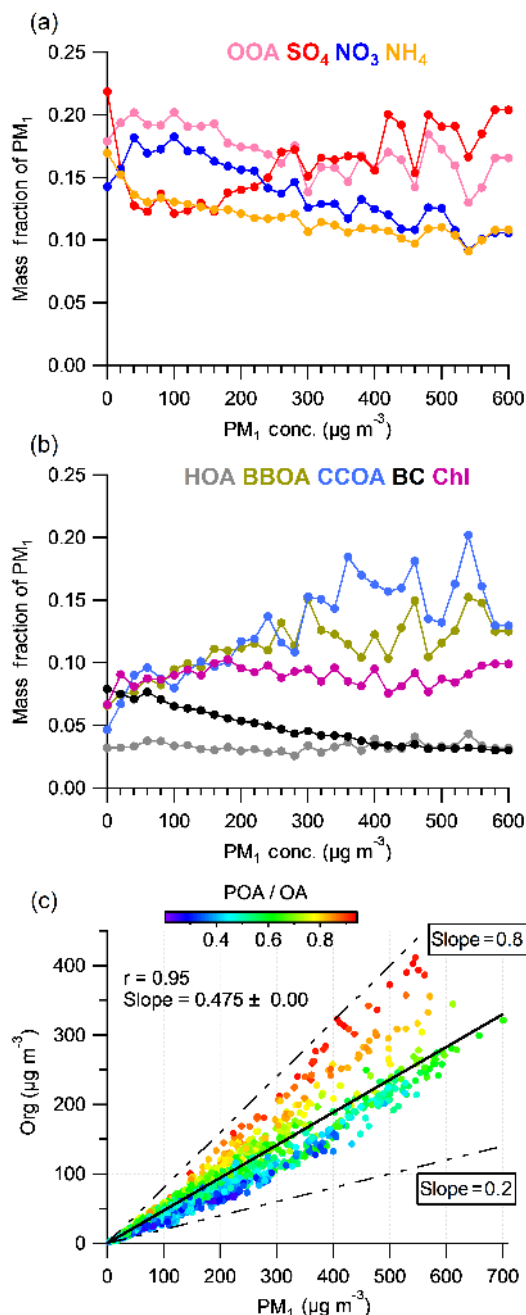 (a)
OOA SO4 NO3 NH4
0.25
0.20
0.15
0.10
0.05
0.00
Mass fraction of PM1
0 100 200 300 400 500 600
PM1 conc. (µg m-3)
(b)
HOA BBOA CCOA BC Chl
0.25
0.20
0.15
0.10
0.05
0.00
Mass fraction of PM1
0 100 200 300 400 500 600
PM1 conc. (µg m-3)
(c)
POA / OA
0.4 0.6 0.8
Slope = 0.8
r = 0.95
Slope = 0.475 ± 0.00
400
300
200
100
0
Org (µg m-3)
Slope = 0.2
0 100 200 300 400 500 600 700
PM1 (µg m-3)